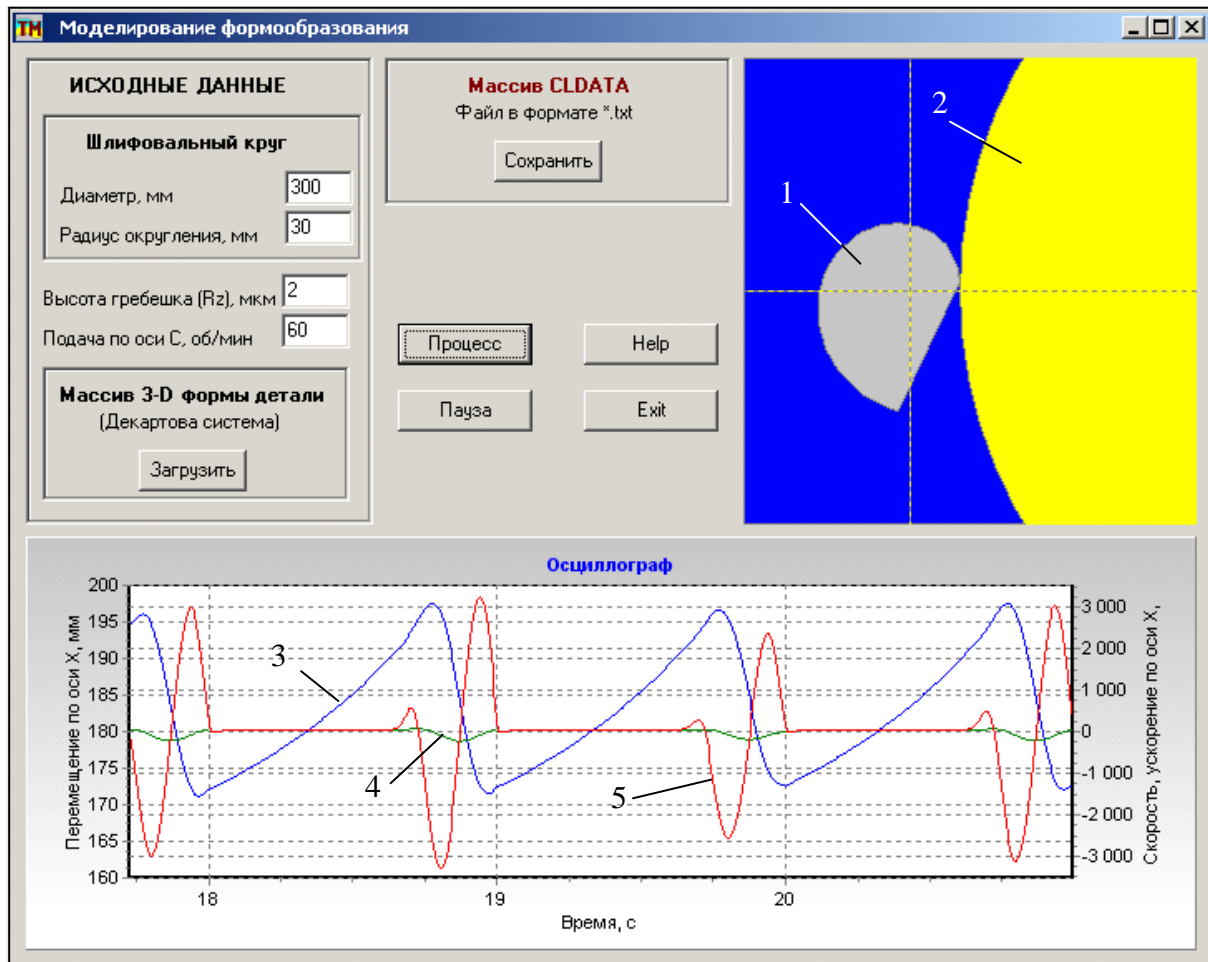 TM Моделирование формообразования
ИСХОДНЫЕ ДАННЫЕ
Шлифовальный круг
Диаметр, мм 300
Радиус округления, мм 30
Высота гребешка (Rz), мкм 2
Подача по оси С, об/мин 60
Массив 3-D формы детали
(Декартова система)
Загрузить
Массив CLDATA
Файл в формате *.txt
Сохранить
Процесс
Help
Пауза
Exit
1
2
Осциллограф
Перемещение по оси X, мм
200
195
190
185
180
175
170
165
160
3
4
5
3 000
2 000
1 000
0
-1 000
-2 000
-3 000
Скорость, ускорение по оси X,
18
19
20
Время, с